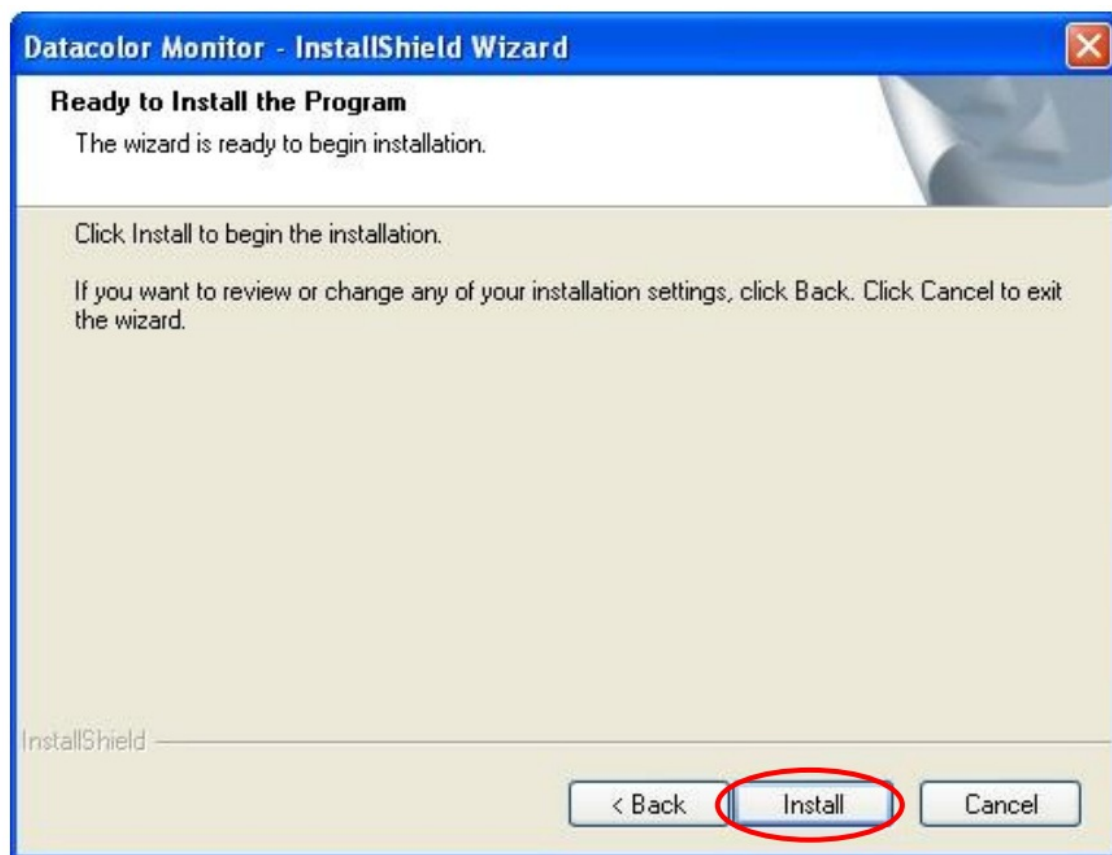 Datacolor Monitor - InstallShield Wizard
Ready to Install the Program
The wizard is ready to begin installation.
Click Install to begin the installation.
If you want to review or change any of your installation settings, click Back. Click Cancel to exit
the wizard.
InstallShield
< Back
Install
Cancel